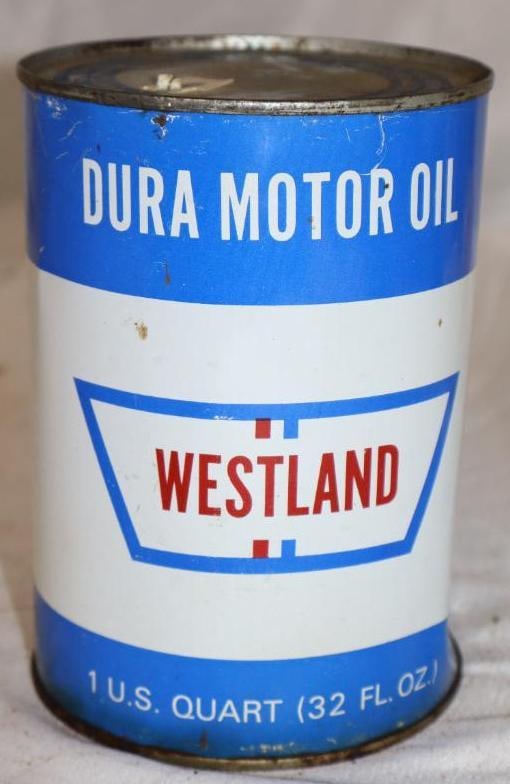 DURA MOTOR OIL
WESTLAND
1 U.S. QUART (32 FL. OZ.)